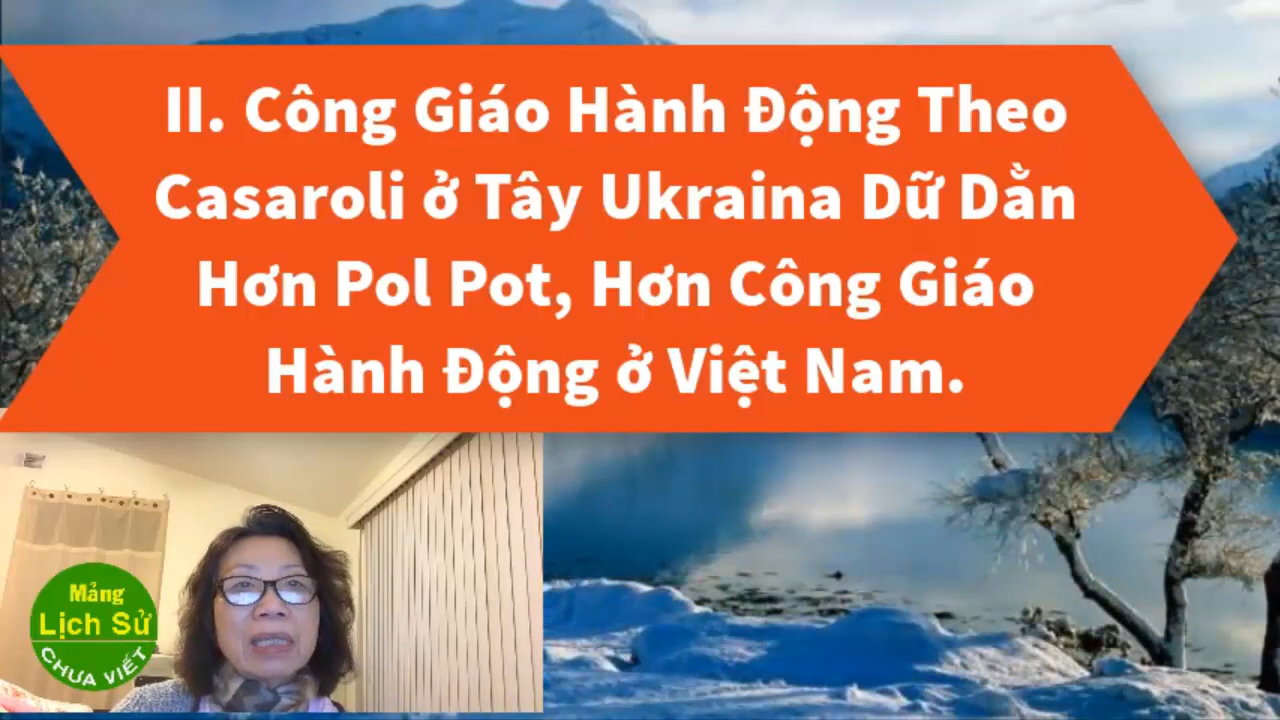 II. Công Giáo Hành Động Theo
Casaroli ở Tây Ukraina Dữ Dằn
Hơn Pol Pot, Hơn Công Giáo
Hành Động ở Việt Nam.
Mảng
Lịch Sử
CHƯA VIẾT